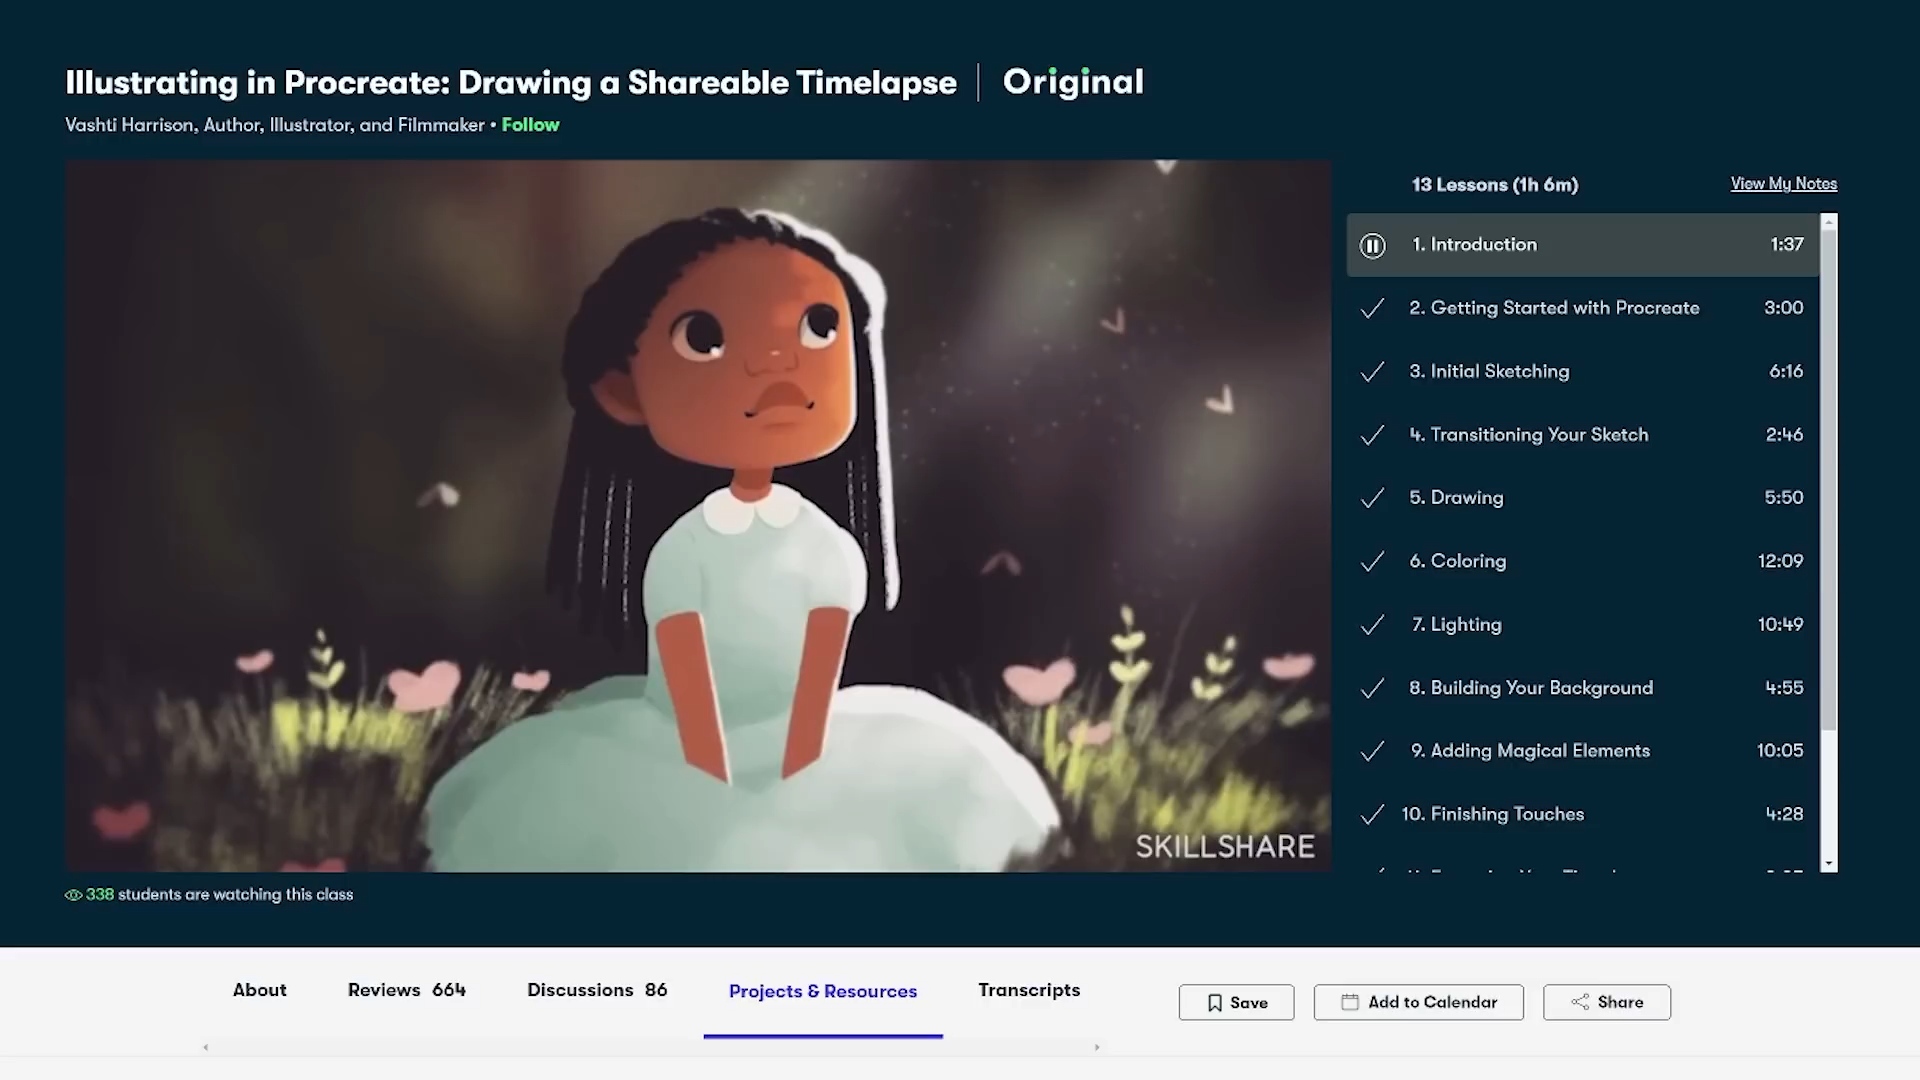 Illustrating in Procreate: Drawing a Shareable Timelapse | Original
Vashti Harrison, Author, Illustrator, and Filmmaker • Follow
13 Lessons (1h 6m) View My Notes
1. Introduction 1:37
2. Getting Started with Procreate 3:00
3. Initial Sketching 6:16
4. Transitioning Your Sketch 2:46
5. Drawing 5:50
6. Coloring 12:09
7. Lighting 10:49
8. Building Your Background 4:55
9. Adding Magical Elements 10:05
10. Finishing Touches 4:28
SKILLSHARE
338 students are watching this class
About Reviews 664 Discussions 86 Projects & Resources Transcripts Save Add to Calendar Share